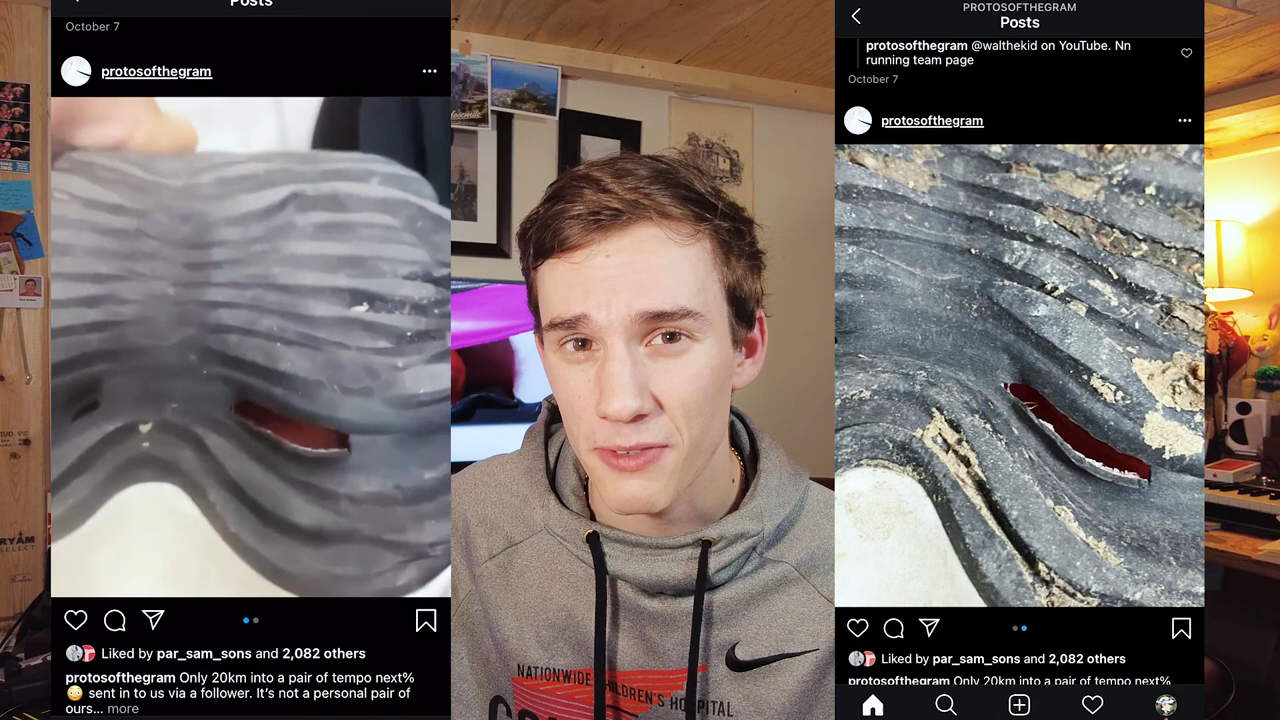 Posts
October 7
protosofthegram
Liked by par_sam_sons and 2,082 others
protosofthegram Only 20km into a pair of tempo next%
😳 sent in to us via a follower. It's not a personal pair of
ours... more
NATIONWIDE CHILDREN'S HOSPITAL
PROTOSOFTHEGRAM
Posts
protosofthegram @walthekid on YouTube. Nn
running team page
October 7
protosofthegram
Liked by par_sam_sons and 2,082 others
protosofthegram Only 20km into a pair of tempo next%